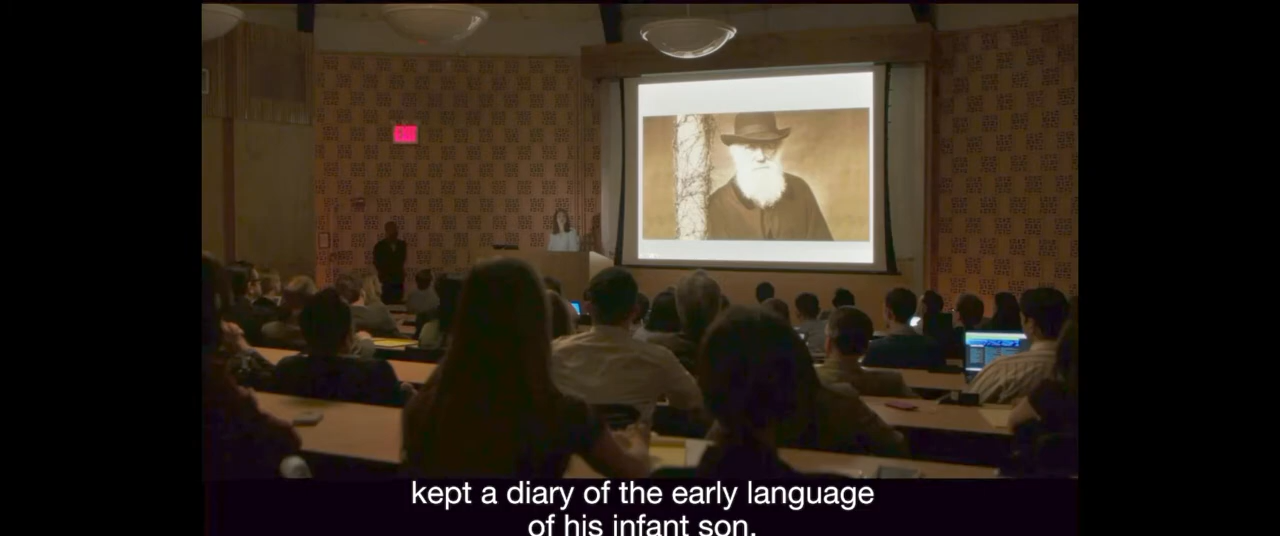 kept a diary of the early language
of his infant son.